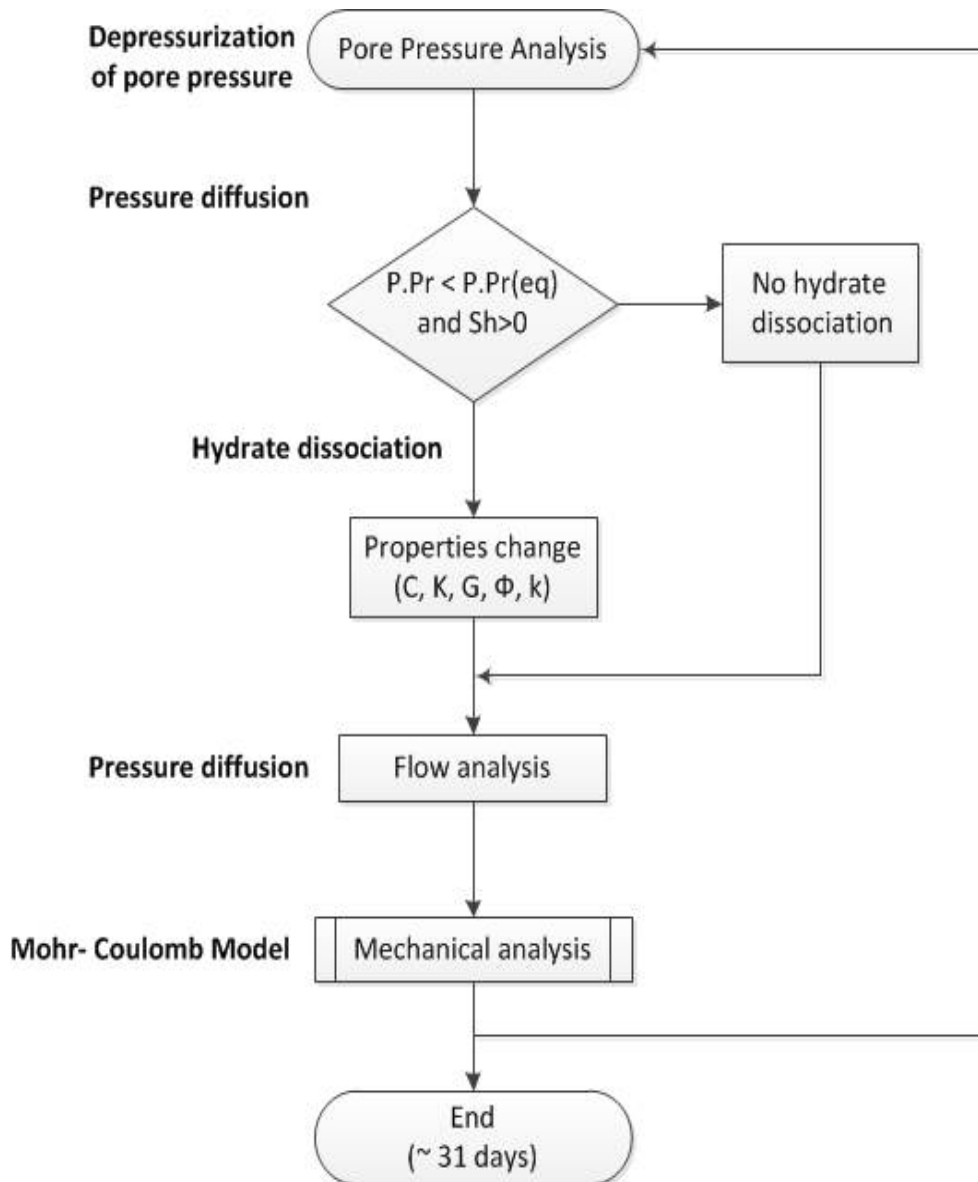 Depressurization
of pore pressure
Pore Pressure Analysis
Pressure diffusion
P.Pr < P.Pr(eq)
and Sh>0
No hydrate
dissociation
Hydrate dissociation
Properties change
(C, K, G, Φ, k)
Pressure diffusion
Flow analysis
Mohr- Coulomb Model
Mechanical analysis
End
(~ 31 days)